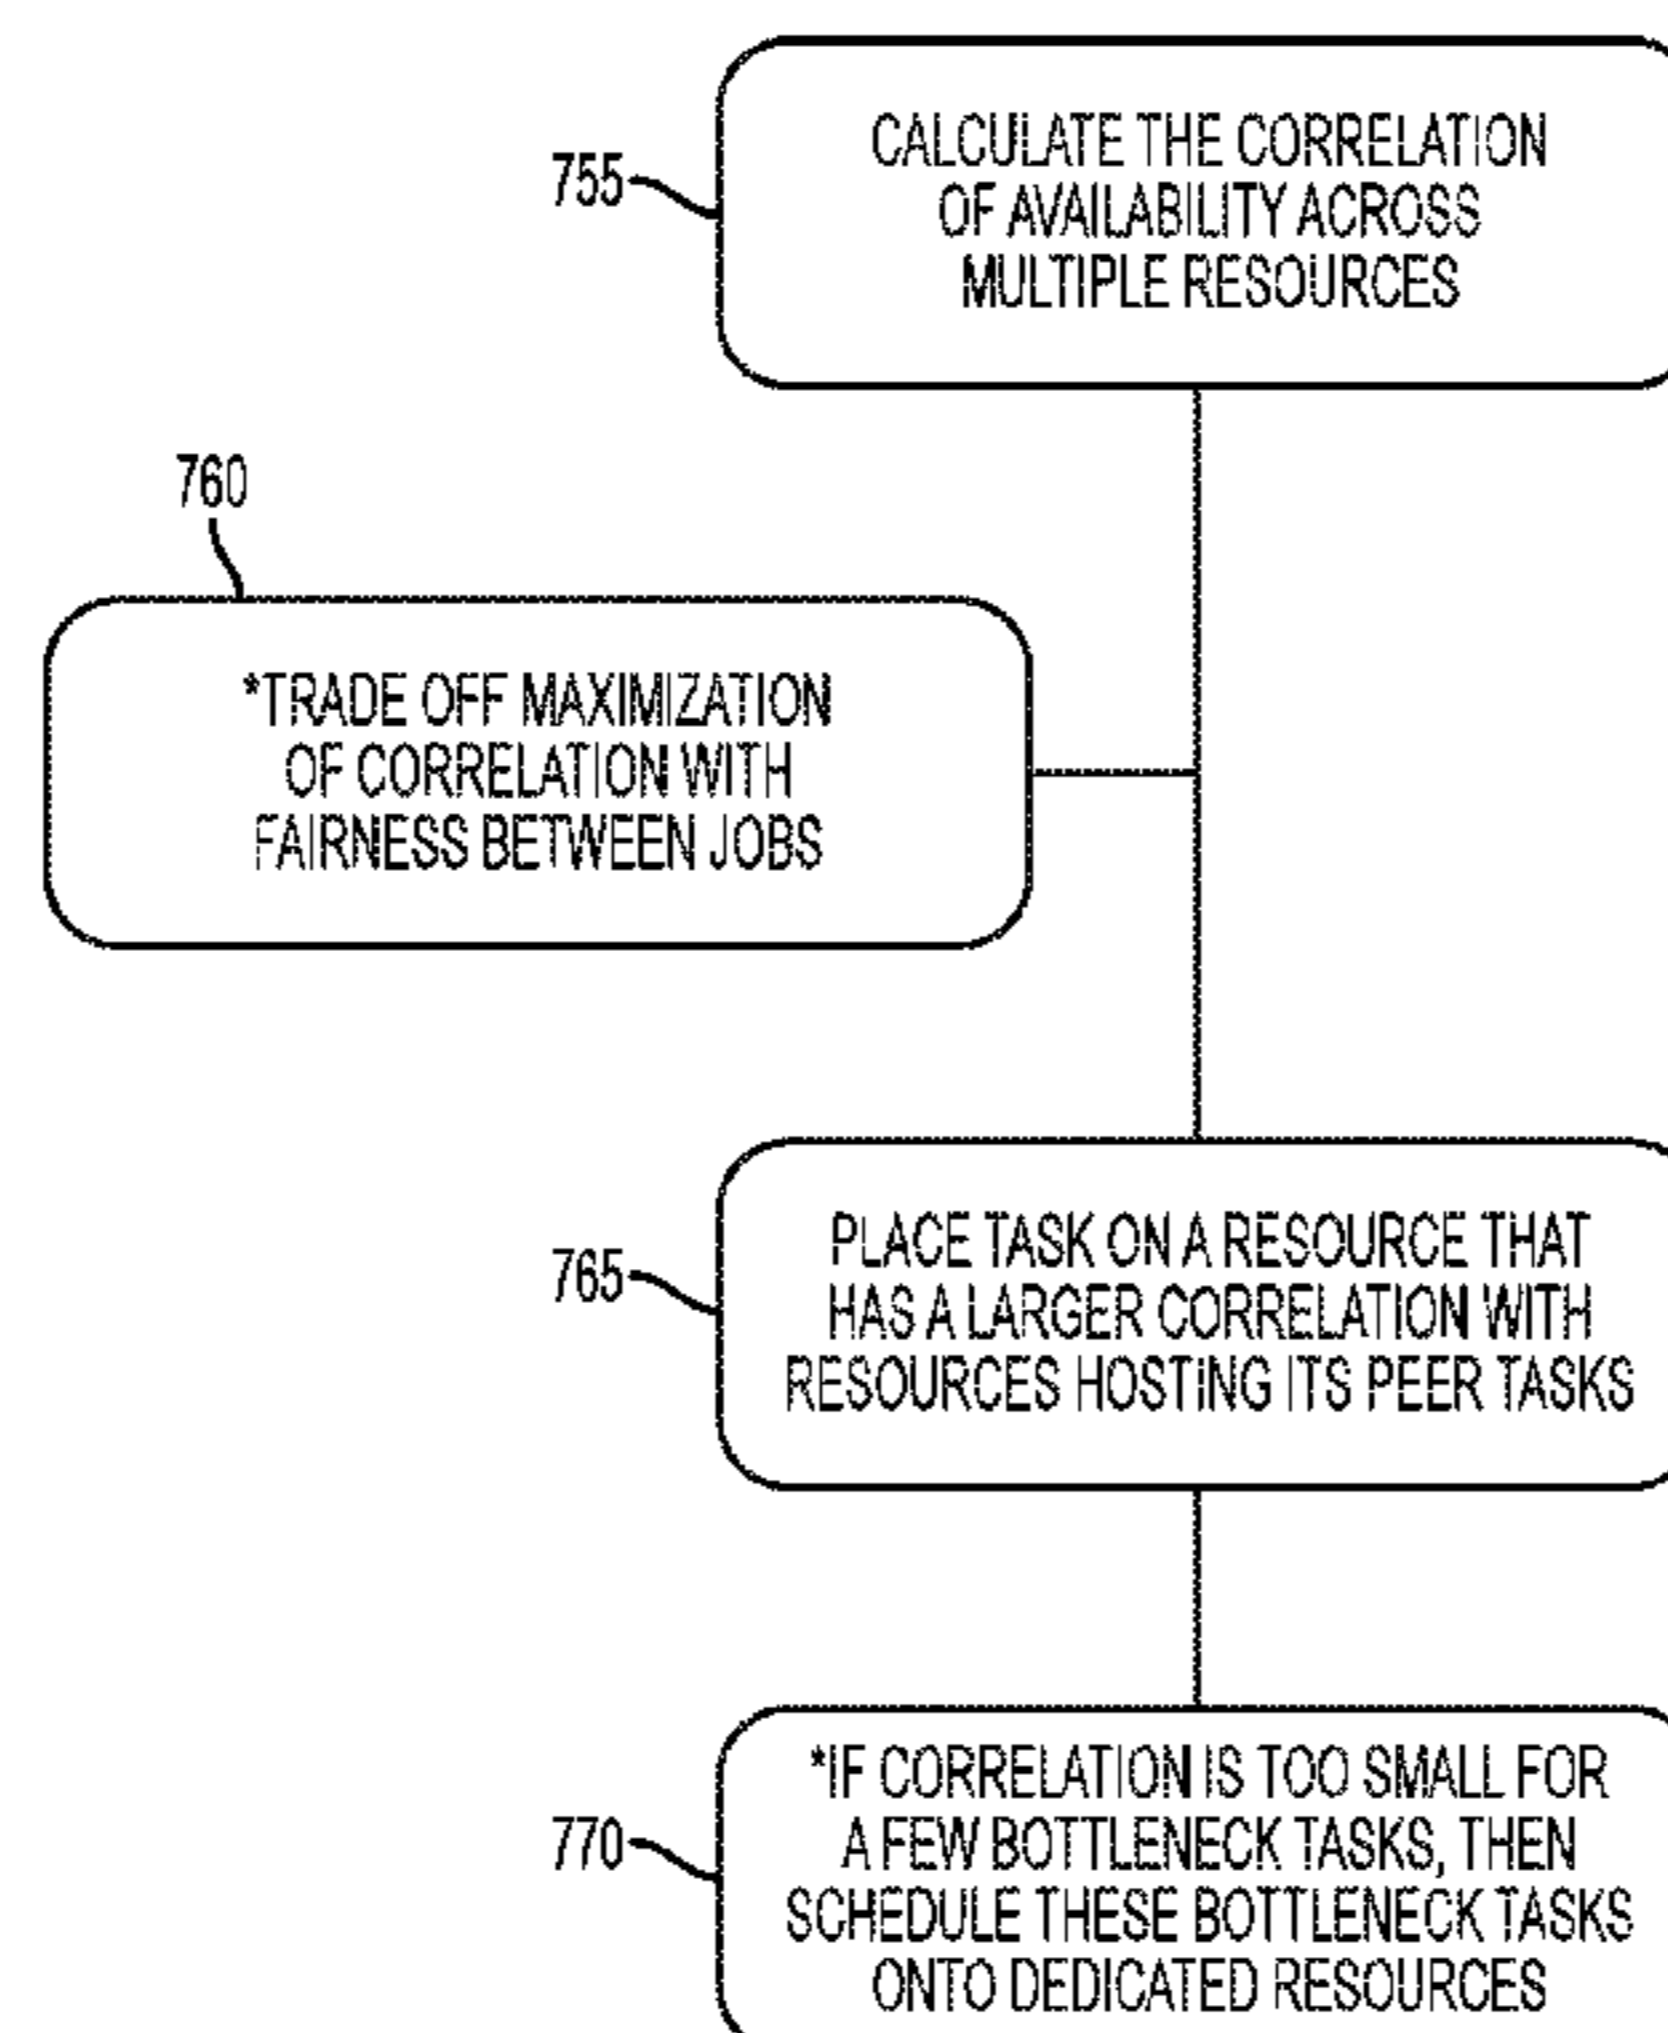 755
CALCULATE THE CORRELATION
OF AVAILABILITY ACROSS
MULTIPLE RESOURCES
760
*TRADE OFF MAXIMIZATION
OF CORRELATION WITH
FAIRNESS BETWEEN JOBS
765
PLACE TASK ON A RESOURCE THAT
HAS A LARGER CORRELATION WITH
RESOURCES HOSTING ITS PEER TASKS
770
*IF CORRELATION IS TOO SMALL FOR
A FEW BOTTLENECK TASKS, THEN
SCHEDULE THESE BOTTLENECK TASKS
ONTO DEDICATED RESOURCES